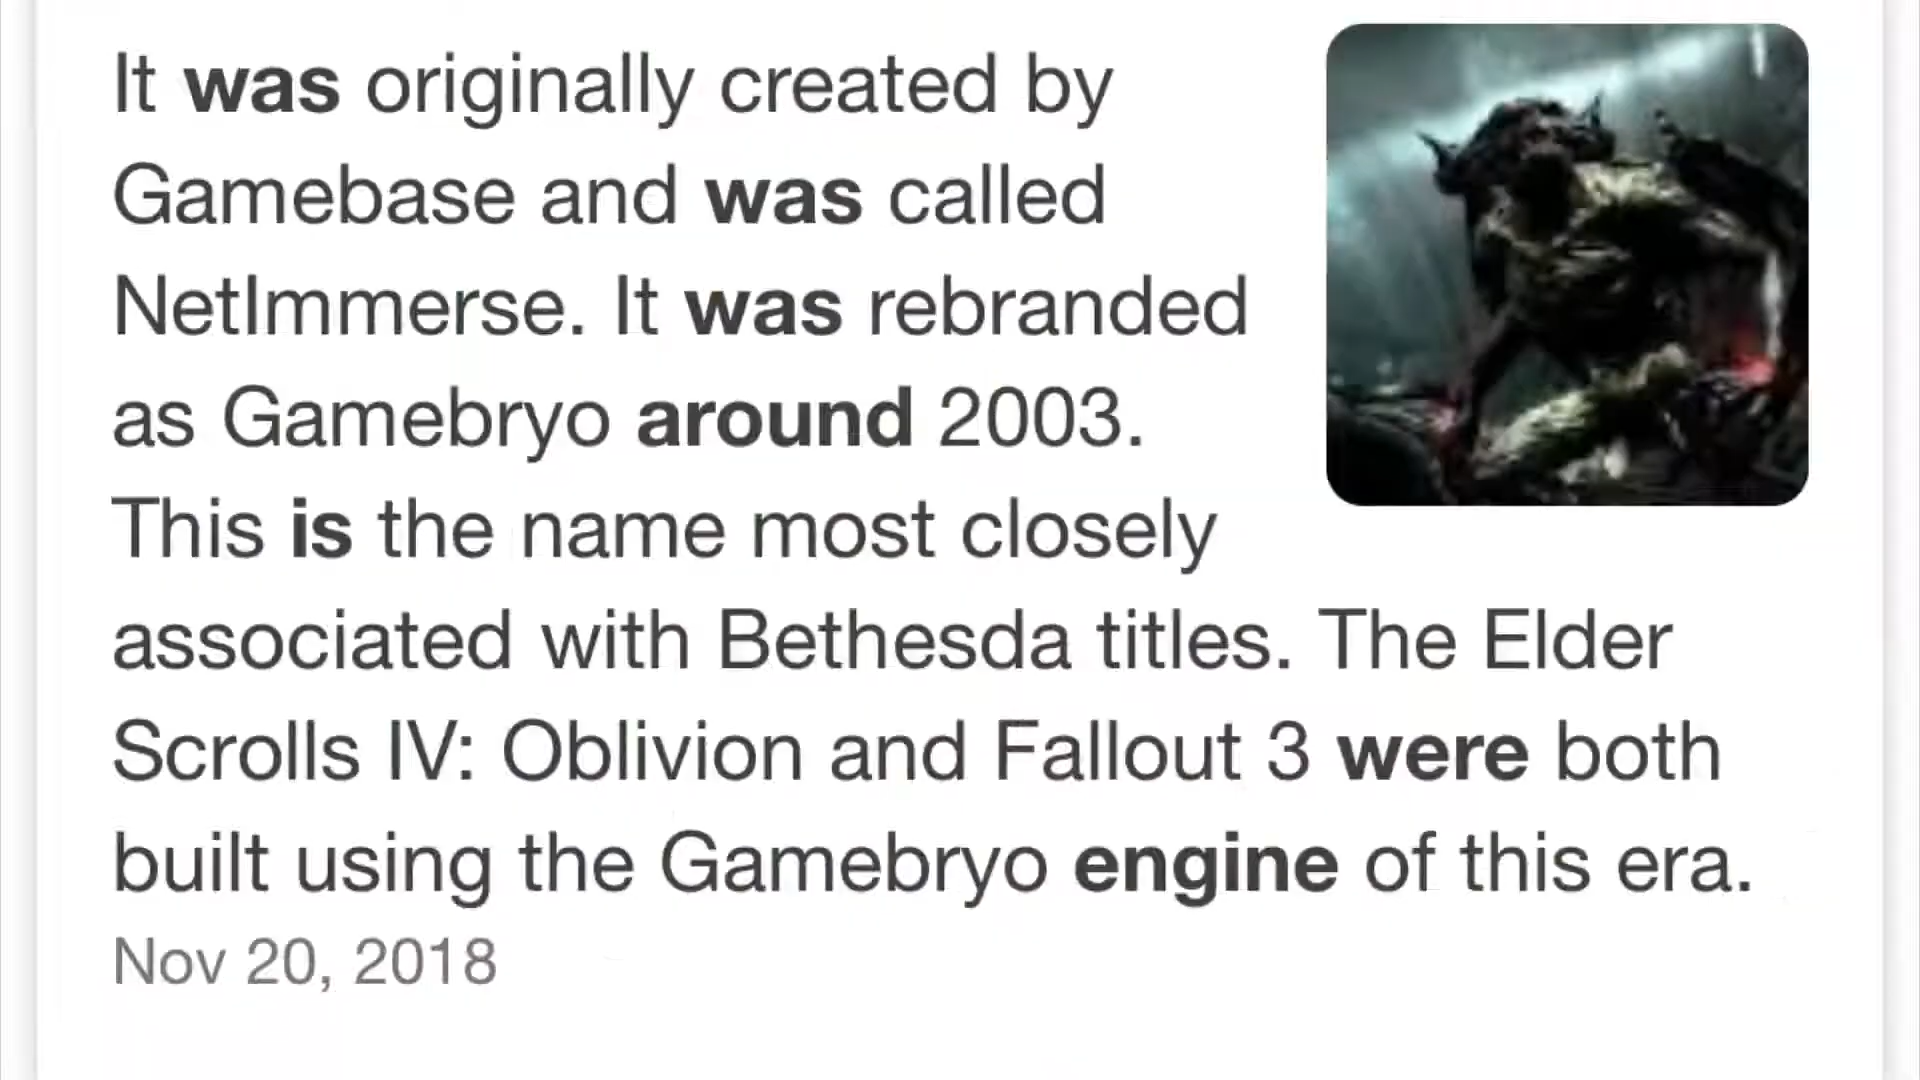 It was originally created by
Gamebase and was called
NetImmerse. It was rebranded
as Gamebryo around 2003.
This is the name most closely
associated with Bethesda titles. The Elder
Scrolls IV: Oblivion and Fallout 3 were both
built using the Gamebryo engine of this era.
Nov 20, 2018